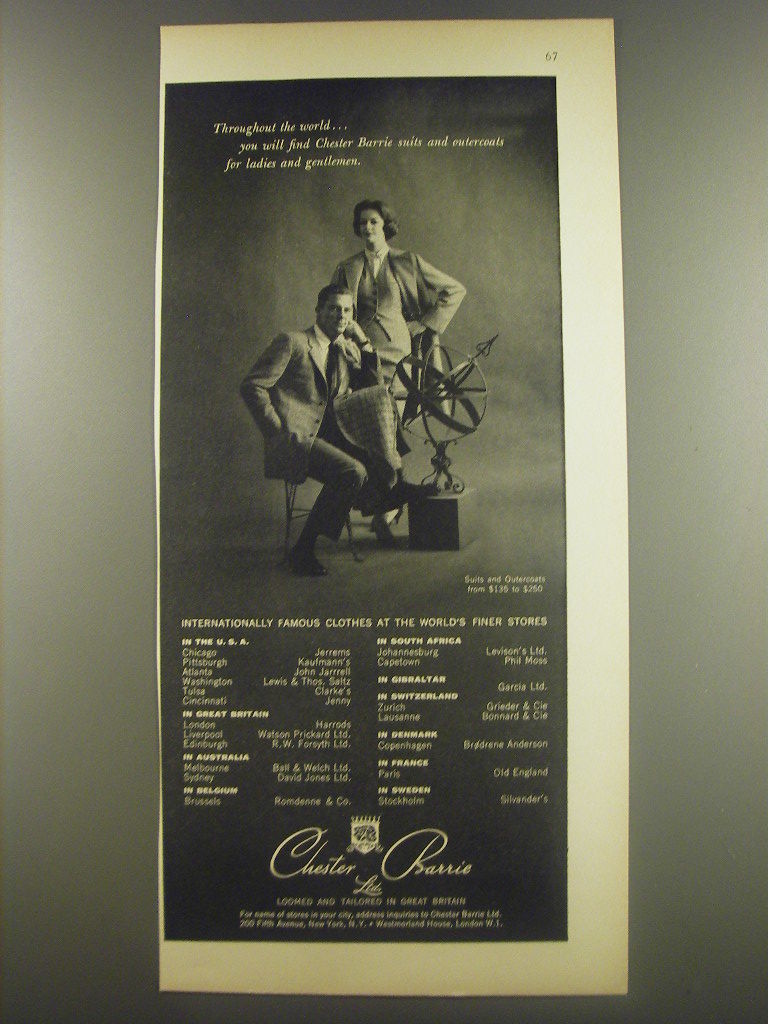 67
Throughout the world...
you will find Chester Barrie suits and outercoats
for ladies and gentlemen.
Suits and Outercoats
from $135 to $250
INTERNATIONALLY FAMOUS CLOTHES AT THE WORLD'S FINER STORES
IN THE U. S. A.
Chicago Jerrems
Pittsburgh Kaufmann's
Atlanta John Jarrell
Washington Lewis & Thos. Saltz
Tulsa Clarke's
Cincinnati Jenny
IN GREAT BRITAIN
London Harrods
Liverpool Watson Prickard Ltd.
Edinburgh R.W. Forsyth Ltd.
IN AUSTRALIA
Melbourne Ball & Welch Ltd.
Sydney David Jones Ltd.
IN BELGIUM
Brussels Romdenne & Co.
IN SOUTH AFRICA
Johannesburg Levison's Ltd.
Capetown Phil Moss
IN GIBRALTAR
Garcia Ltd.
IN SWITZERLAND
Zurich Grieder & Cie
Lausanne Bonnard & Cie
IN DENMARK
Copenhagen Brødrene Anderson
IN FRANCE
Paris Old England
IN SWEDEN
Stockholm Silvander's
Chester Barrie
Ltd.
LOOMED AND TAILORED IN GREAT BRITAIN
For name of stores in your city, address inquiries to Chester Barrie Ltd.
200 Fifth Avenue, New York, N.Y. • Westmorland House, London W.1.